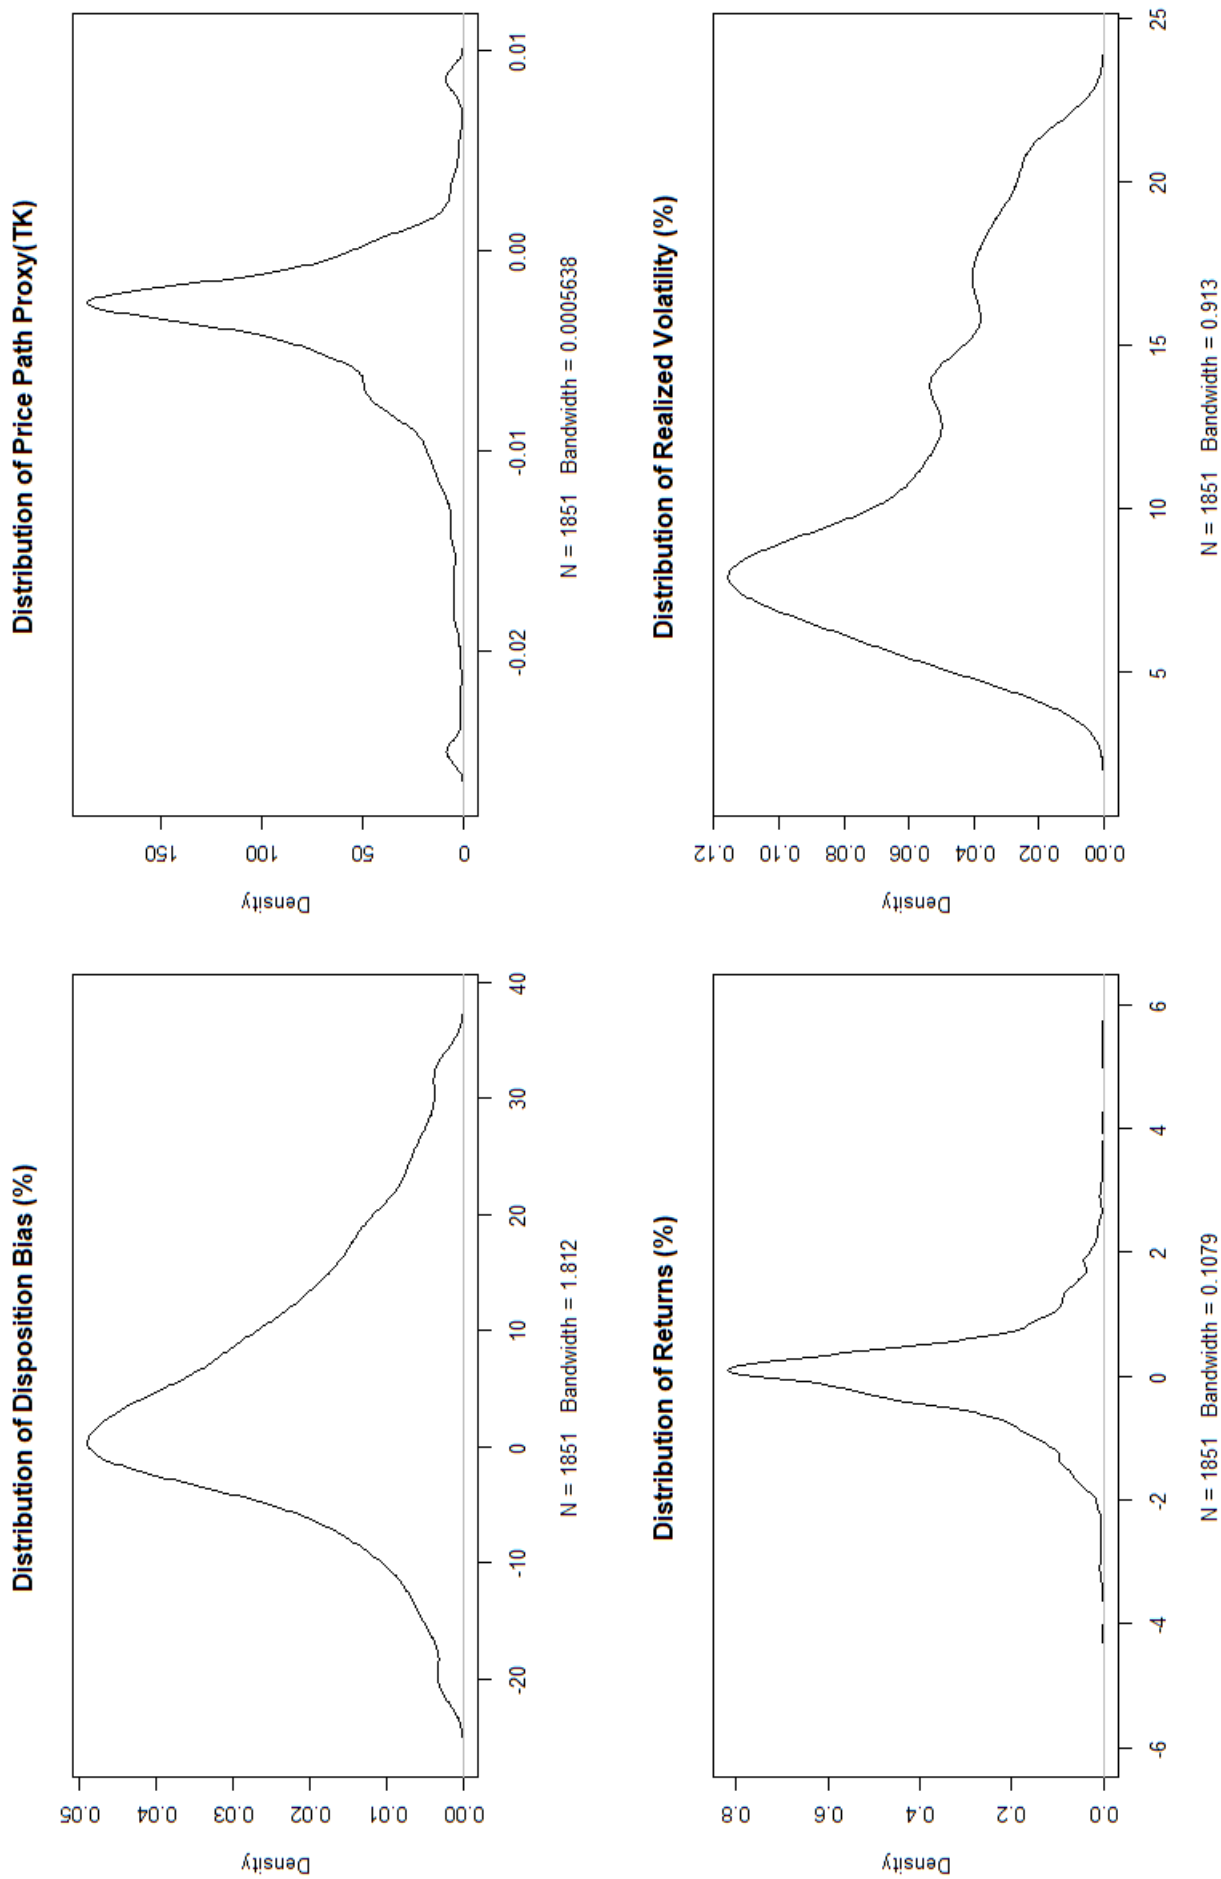 Distribution of Disposition Bias (%)
Density
0.00 0.01 0.02 0.03 0.04 0.05
-20 -10 0 10 20 30 40
N = 1851 Bandwidth = 1.812
Distribution of Price Path Proxy(TK)
Density
0 50 100 150
-0.02 -0.01 0.00 0.01
N = 1851 Bandwidth = 0.0005638
Distribution of Returns (%)
Density
0.0 0.2 0.4 0.6 0.8
-6 -4 -2 0 2 4 6
N = 1851 Bandwidth = 0.1079
Distribution of Realized Volatility (%)
Density
0.00 0.02 0.04 0.06 0.08 0.10 0.12
5 10 15 20 25
N = 1851 Bandwidth = 0.913